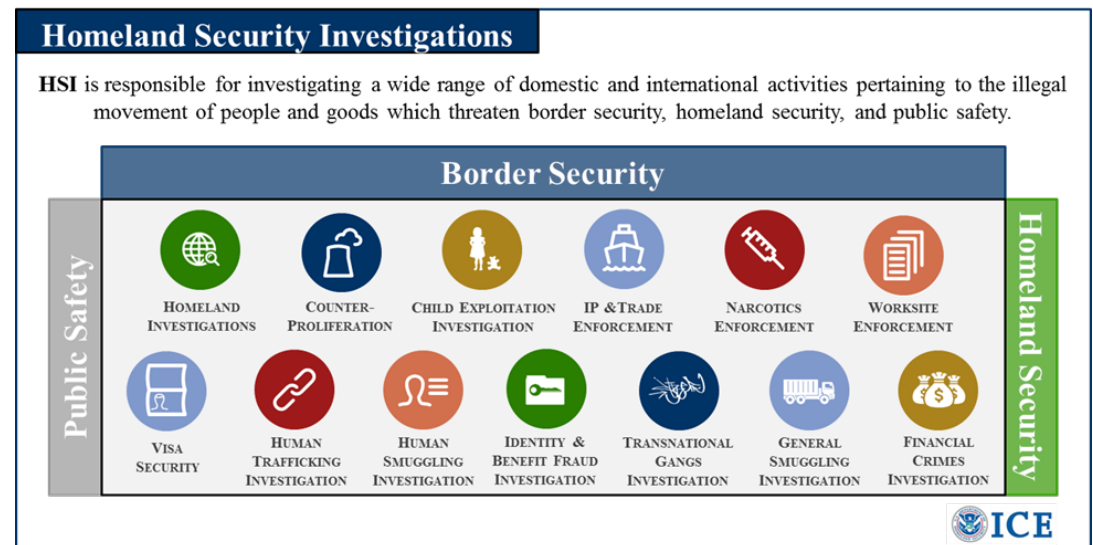 Homeland Security Investigations
HSI is responsible for investigating a wide range of domestic and international activities pertaining to the illegal
movement of people and goods which threaten border security, homeland security, and public safety.
Border Security
Public Safety
Homeland Security
HOMELAND
INVESTIGATIONS
COUNTER-
PROLIFERATION
CHILD EXPLOITATION
INVESTIGATION
IP &TRADE
ENFORCEMENT
NARCOTICS
ENFORCEMENT
WORKSITE
ENFORCEMENT
VISA
SECURITY
HUMAN
TRAFFICKING
INVESTIGATION
HUMAN
SMUGGLING
INVESTIGATION
IDENTITY &
BENEFIT FRAUD
INVESTIGATION
TRANSNATIONAL
GANGS
INVESTIGATION
GENERAL
SMUGGLING
INVESTIGATION
FINANCIAL
CRIMES
INVESTIGATION
ICE